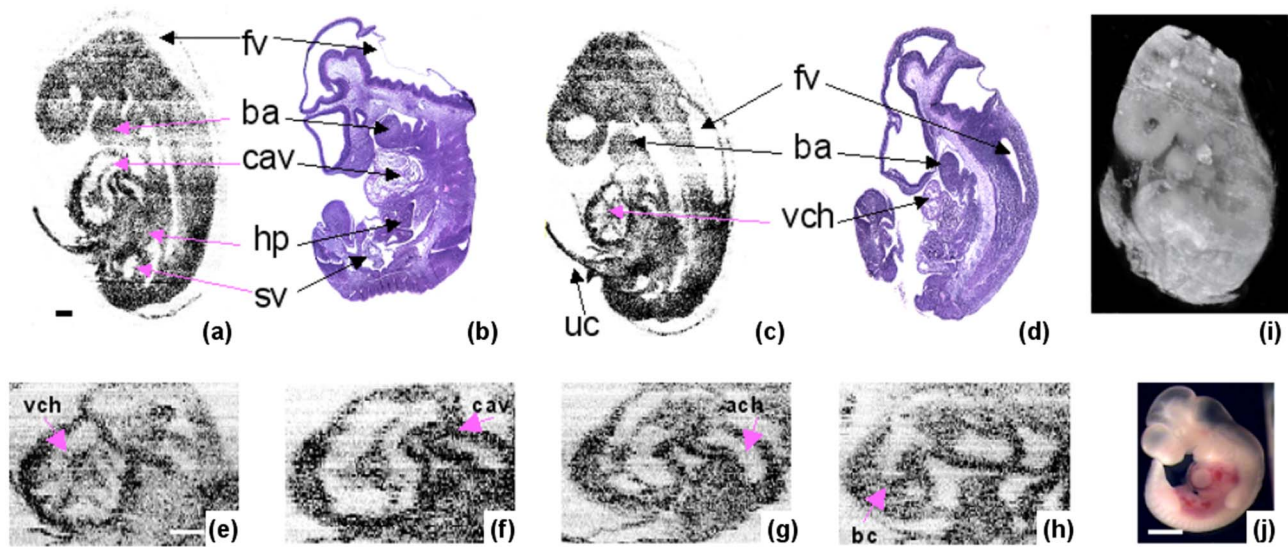 fv
ba
cav
hp
sv
fv
ba
vch
uc
(a)
(b)
(c)
(d)
(i)
vch
cav
ach
bc
(e)
(f)
(g)
(h)
(j)